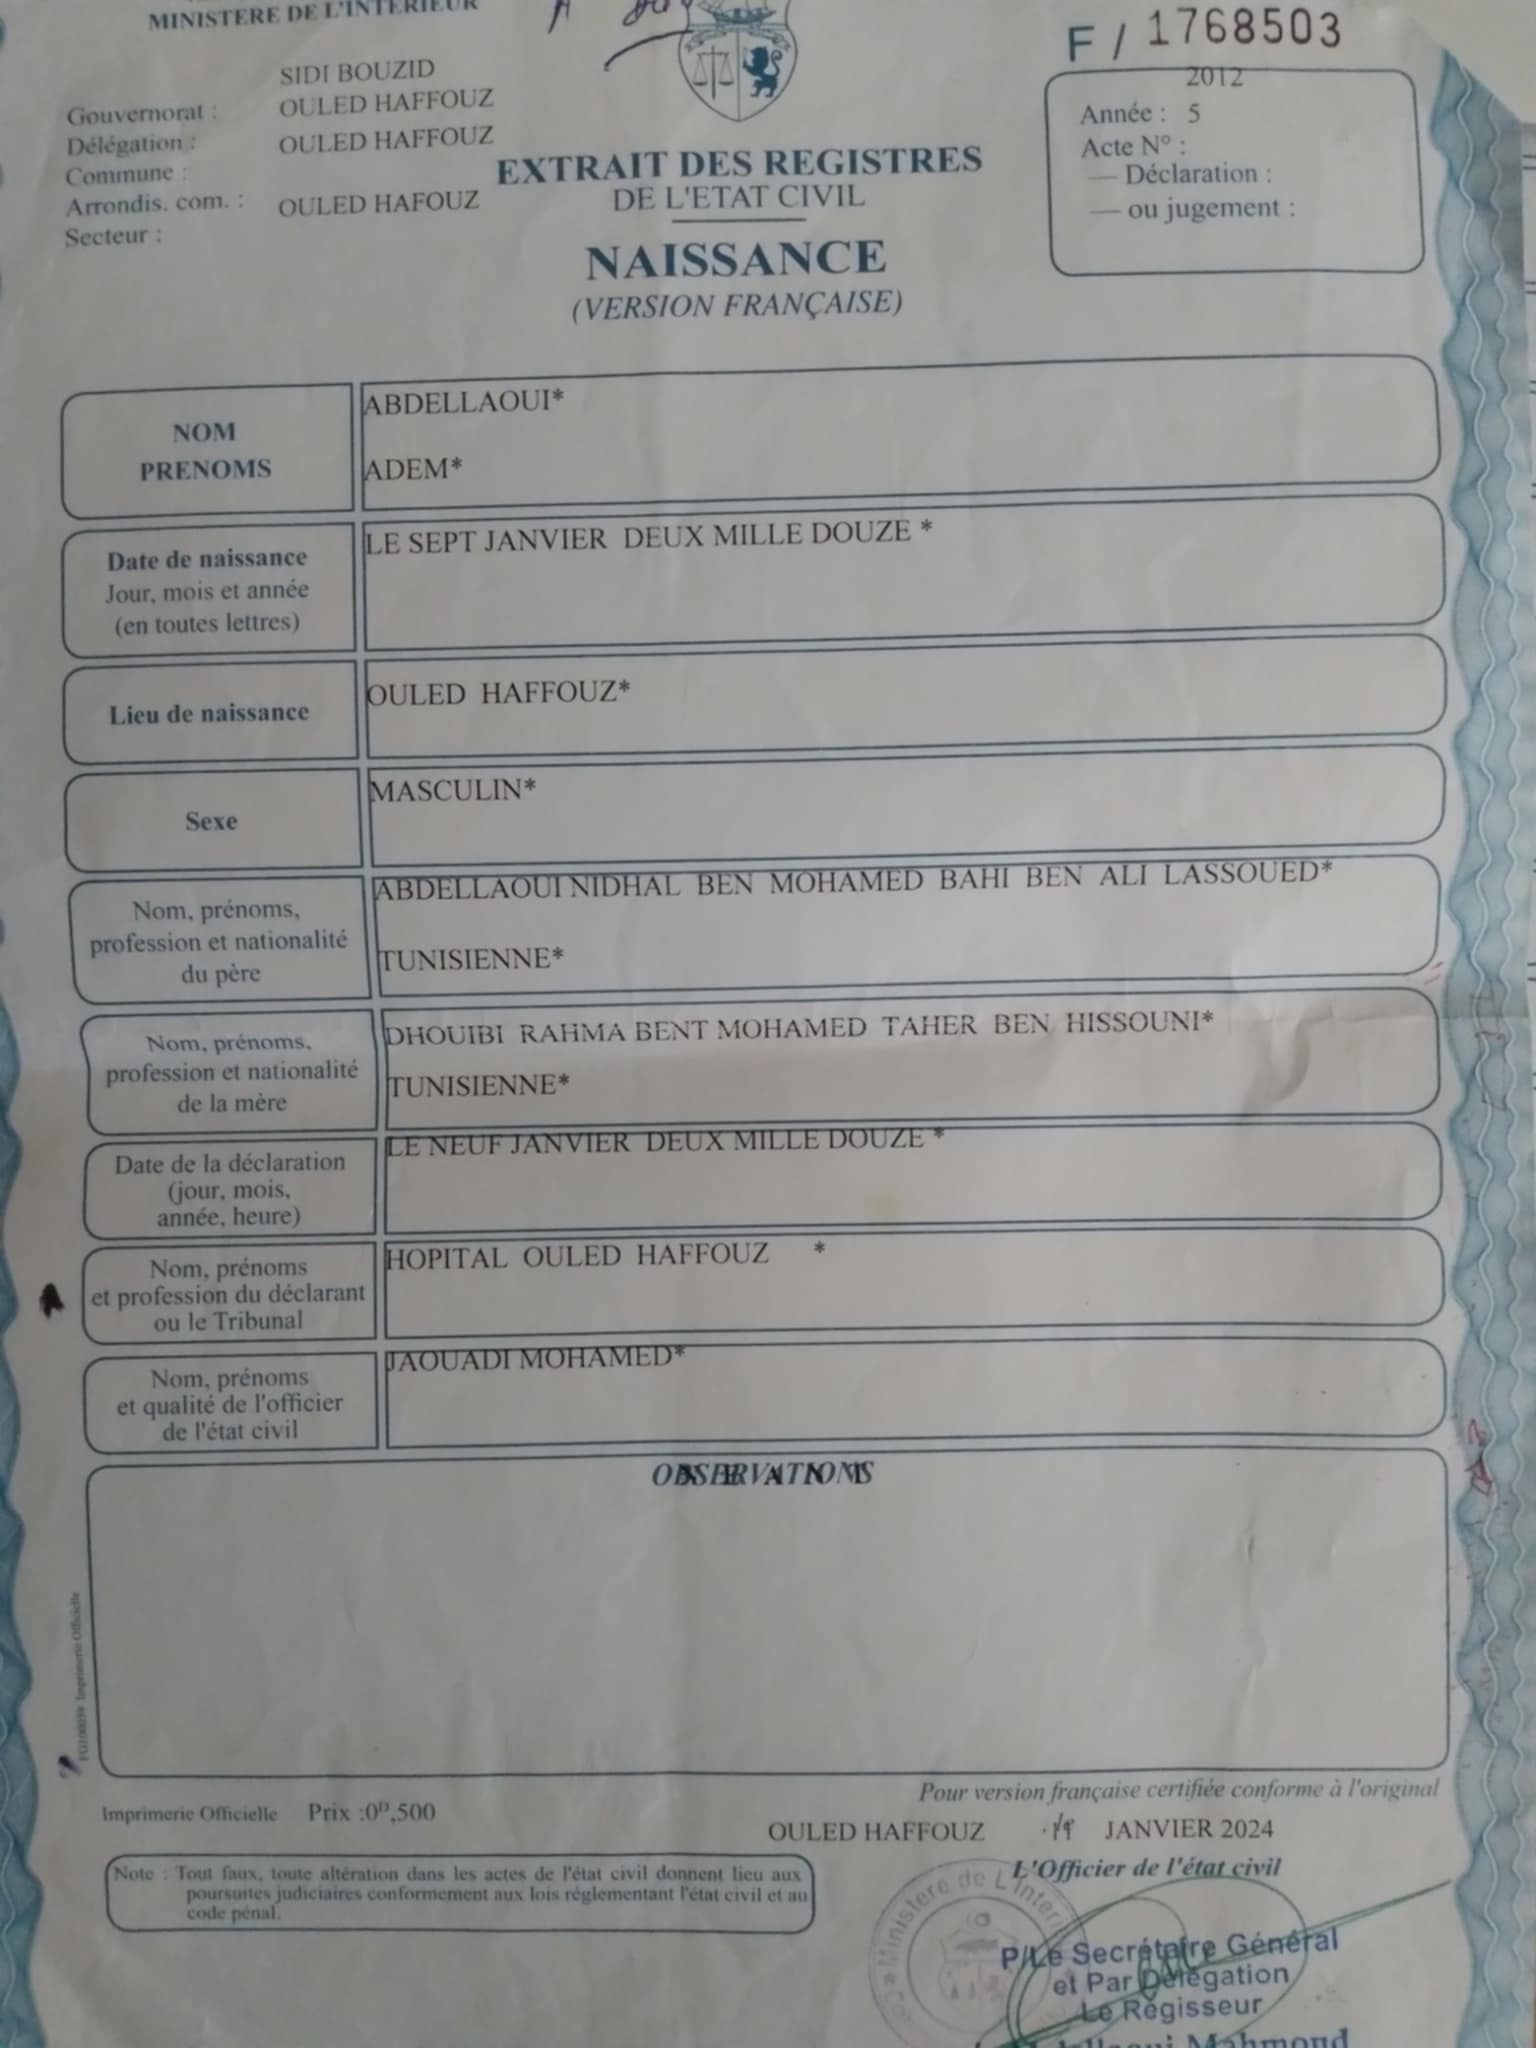 MINISTERE DE L'INTERIEUR
F / 1768503
SIDI BOUZID
Gouvernorat : OULED HAFFOUZ
Délégation : OULED HAFFOUZ
Commune :
Arrondis. com. : OULED HAFOUZ
Secteur :
2012
Année : 5
Acte N° :
— Déclaration :
— ou jugement :
EXTRAIT DES REGISTRES
DE L'ETAT CIVIL
NAISSANCE
(VERSION FRANÇAISE)
NOM
PRENOMS
ABDELLAOUI*
ADEM*
Date de naissance
Jour, mois et année
(en toutes lettres)
LE SEPT JANVIER DEUX MILLE DOUZE *
Lieu de naissance
OULED HAFFOUZ*
Sexe
MASCULIN*
Nom, prénoms,
profession et nationalité
du père
ABDELLAOUI NIDHAL BEN MOHAMED BAHI BEN ALI LASSOUED*
TUNISIENNE*
Nom, prénoms,
profession et nationalité
de la mère
DHOUIBI RAHMA BENT MOHAMED TAHER BEN HISSOUNI*
TUNISIENNE*
Date de la déclaration
(jour, mois,
année, heure)
LE NEUF JANVIER DEUX MILLE DOUZE *
Nom, prénoms
et profession du déclarant
ou le Tribunal
HOPITAL OULED HAFFOUZ *
Nom, prénoms
et qualité de l'officier
de l'état civil
JAOUADI MOHAMED*
OBSERVATIONS
Imprimerie Officielle
Pour version française certifiée conforme à l'original
Imprimerie Officielle Prix :0D,500
OULED HAFFOUZ 19 JANVIER 2024
L'Officier de l'état civil
Note : Tout faux, toute altération dans les actes de l'état civil donnent lieu aux
poursuites judiciaires conformement aux lois réglementant l'état civil et au
code pénal.
Ministere de L'Interi
P/Le Secrétaire Général
et Par Délégation
Le Régisseur
Mahmoud